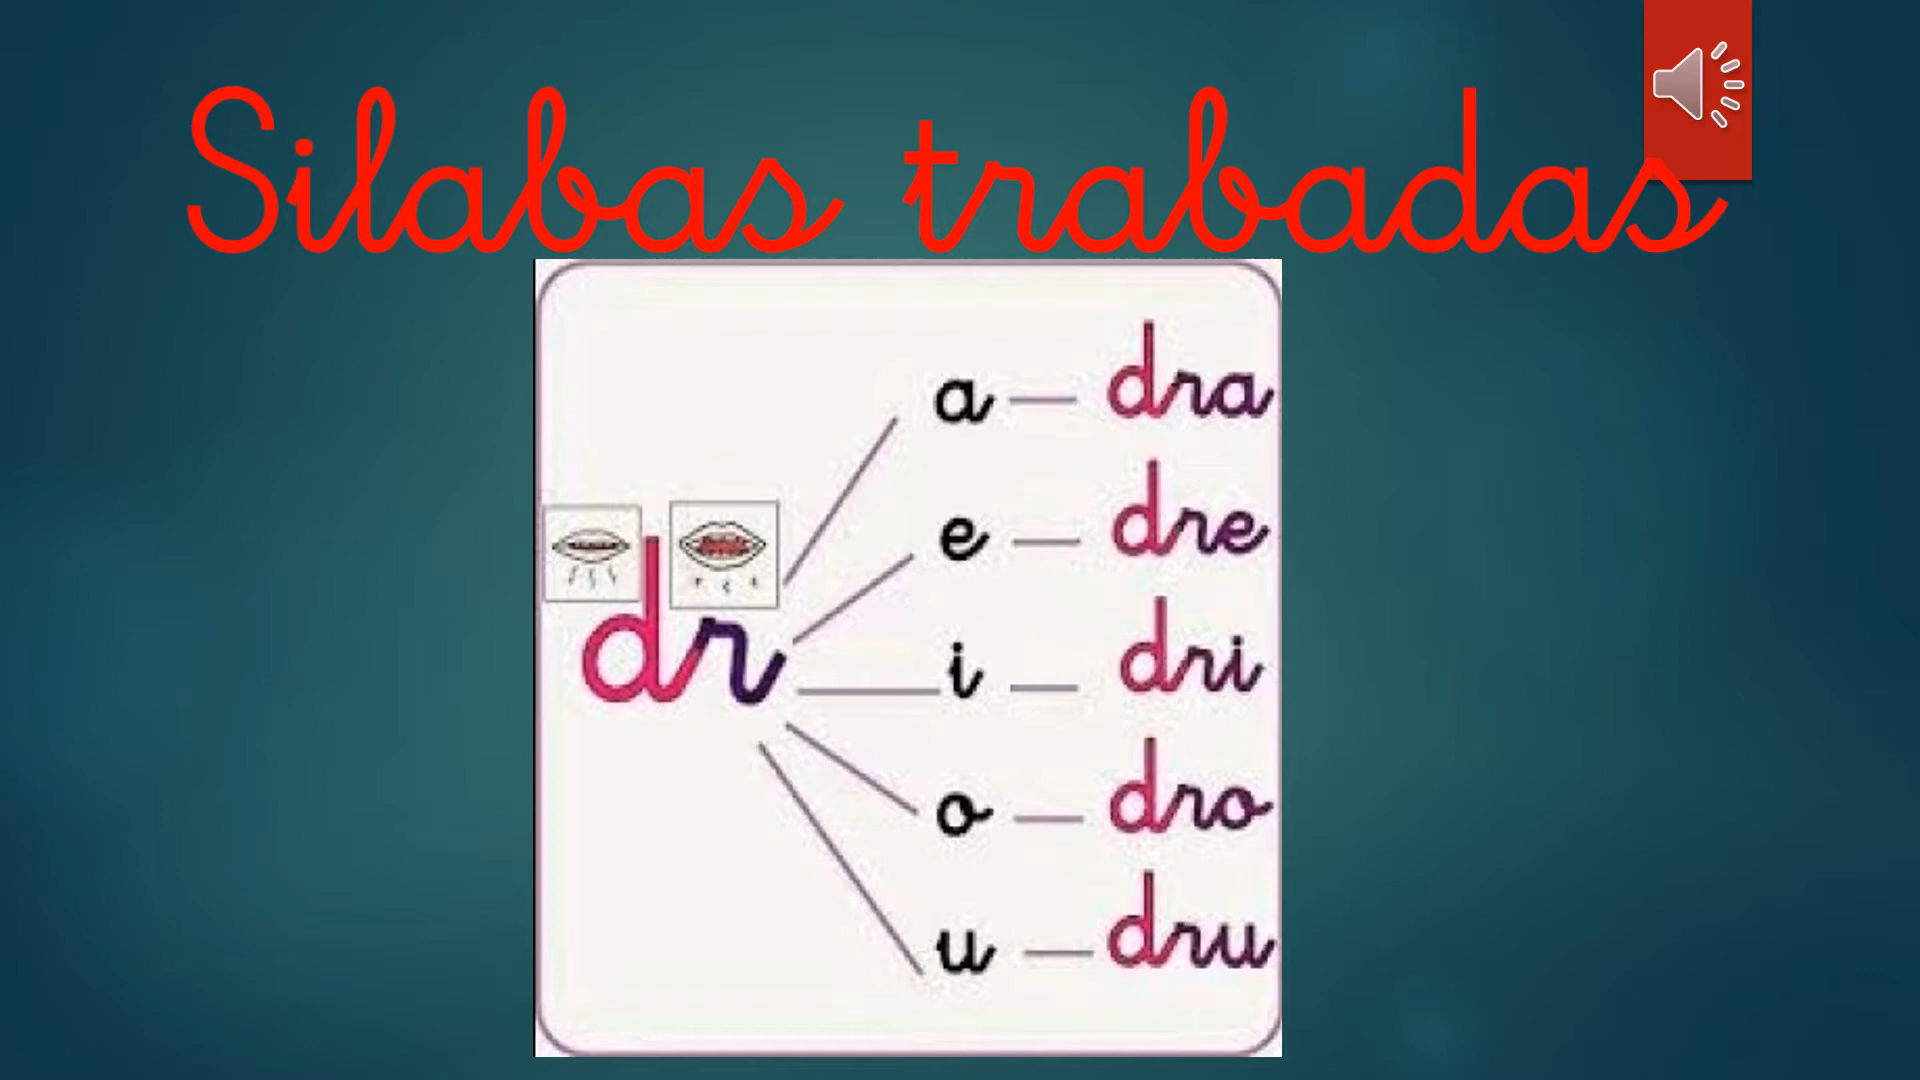 Silabas trabadas
a — dra
e — dre
dr
i — dri
o — dro
u — dru